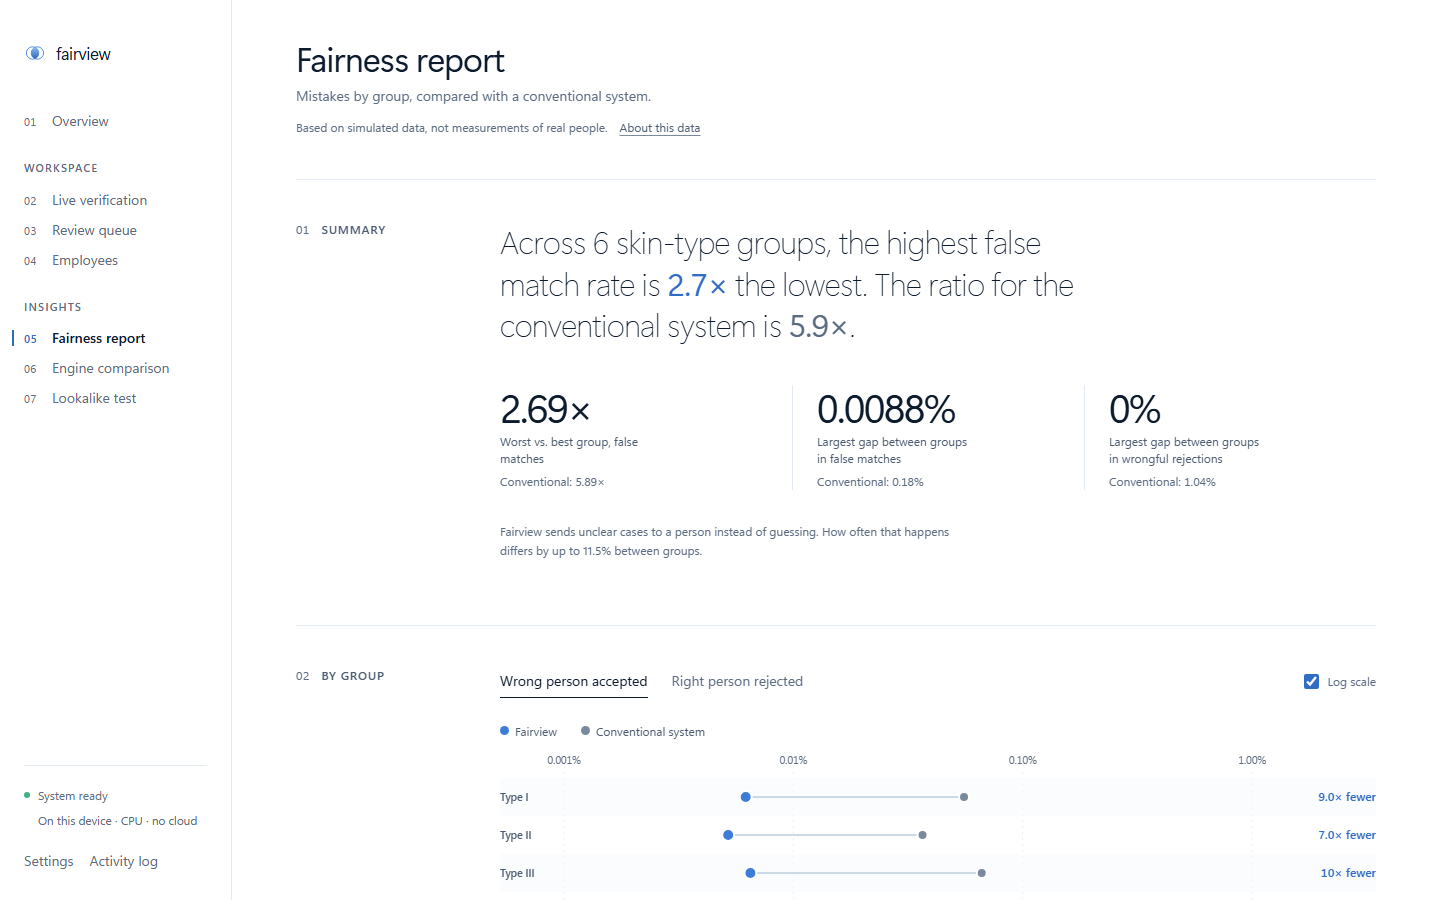 fairview
01 Overview
WORKSPACE
02 Live verification
03 Review queue
04 Employees
INSIGHTS
05 Fairness report
06 Engine comparison
07 Lookalike test
System ready
On this device · CPU · no cloud
Settings Activity log
Fairness report
Mistakes by group, compared with a conventional system.
Based on simulated data, not measurements of real people. About this data
01 SUMMARY
Across 6 skin-type groups, the highest false
match rate is 2.7× the lowest. The ratio for the
conventional system is 5.9×.
2.69×
Worst vs. best group, false
matches
Conventional: 5.89×
0.0088%
Largest gap between groups
in false matches
Conventional: 0.18%
0%
Largest gap between groups
in wrongful rejections
Conventional: 1.04%
Fairview sends unclear cases to a person instead of guessing. How often that happens
differs by up to 11.5% between groups.
02 BY GROUP
Wrong person accepted Right person rejected Log scale
Fairview Conventional system
0.001% 0.01% 0.10% 1.00%
Type I 9.0× fewer
Type II 7.0× fewer
Type III 10× fewer